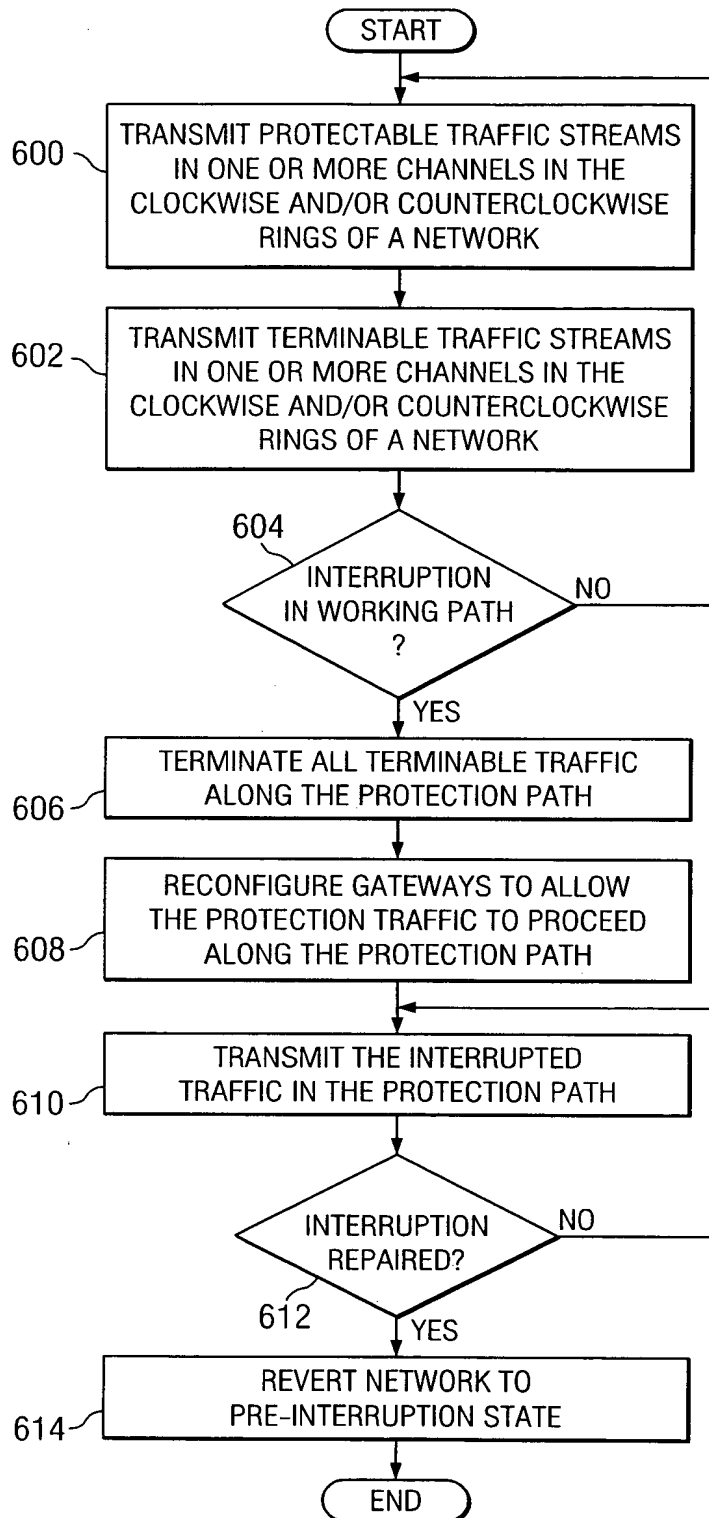 START
600
TRANSMIT PROTECTABLE TRAFFIC STREAMS
IN ONE OR MORE CHANNELS IN THE
CLOCKWISE AND/OR COUNTERCLOCKWISE
RINGS OF A NETWORK
602
TRANSMIT TERMINABLE TRAFFIC STREAMS
IN ONE OR MORE CHANNELS IN THE
CLOCKWISE AND/OR COUNTERCLOCKWISE
RINGS OF A NETWORK
604
INTERRUPTION
IN WORKING PATH
?
NO
YES
606
TERMINATE ALL TERMINABLE TRAFFIC
ALONG THE PROTECTION PATH
608
RECONFIGURE GATEWAYS TO ALLOW
THE PROTECTION TRAFFIC TO PROCEED
ALONG THE PROTECTION PATH
610
TRANSMIT THE INTERRUPTED
TRAFFIC IN THE PROTECTION PATH
INTERRUPTION
REPAIRED?
NO
612
YES
614
REVERT NETWORK TO
PRE-INTERRUPTION STATE
END